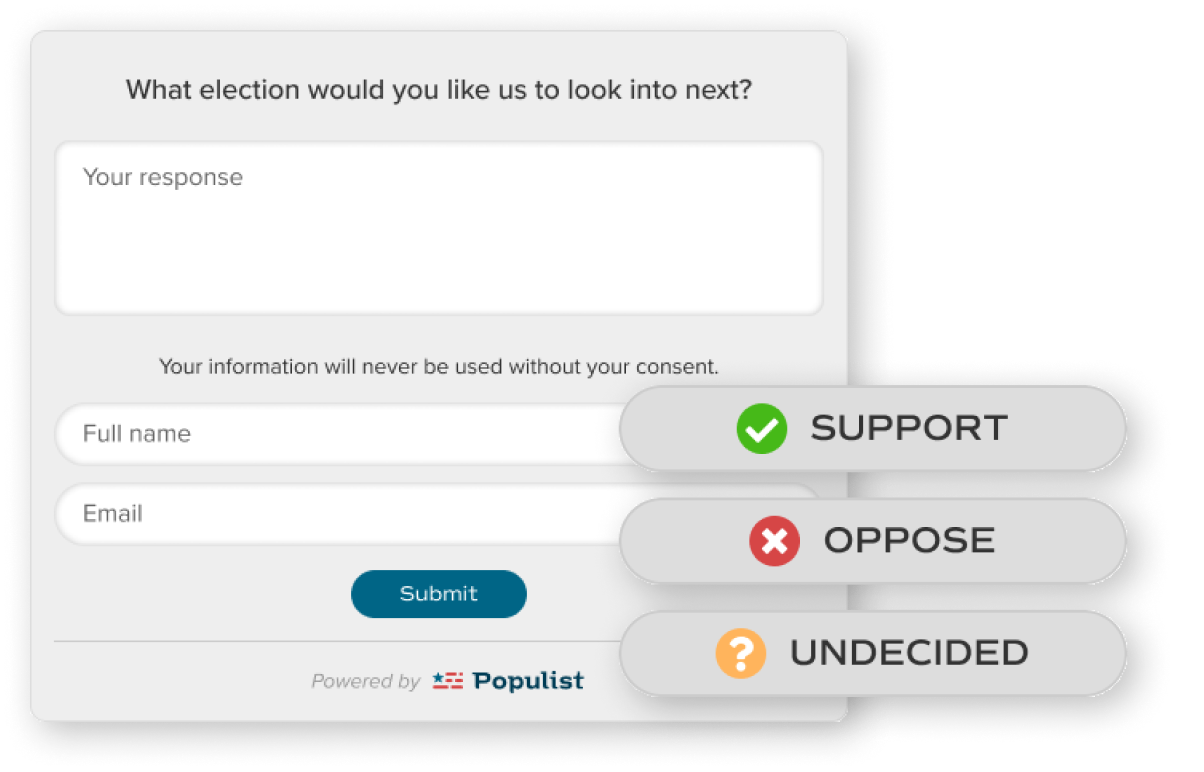 What election would you like us to look into next?
Your response
Your information will never be used without your consent.
Full name
Email
Submit
Powered by Populist
SUPPORT
OPPOSE
UNDECIDED